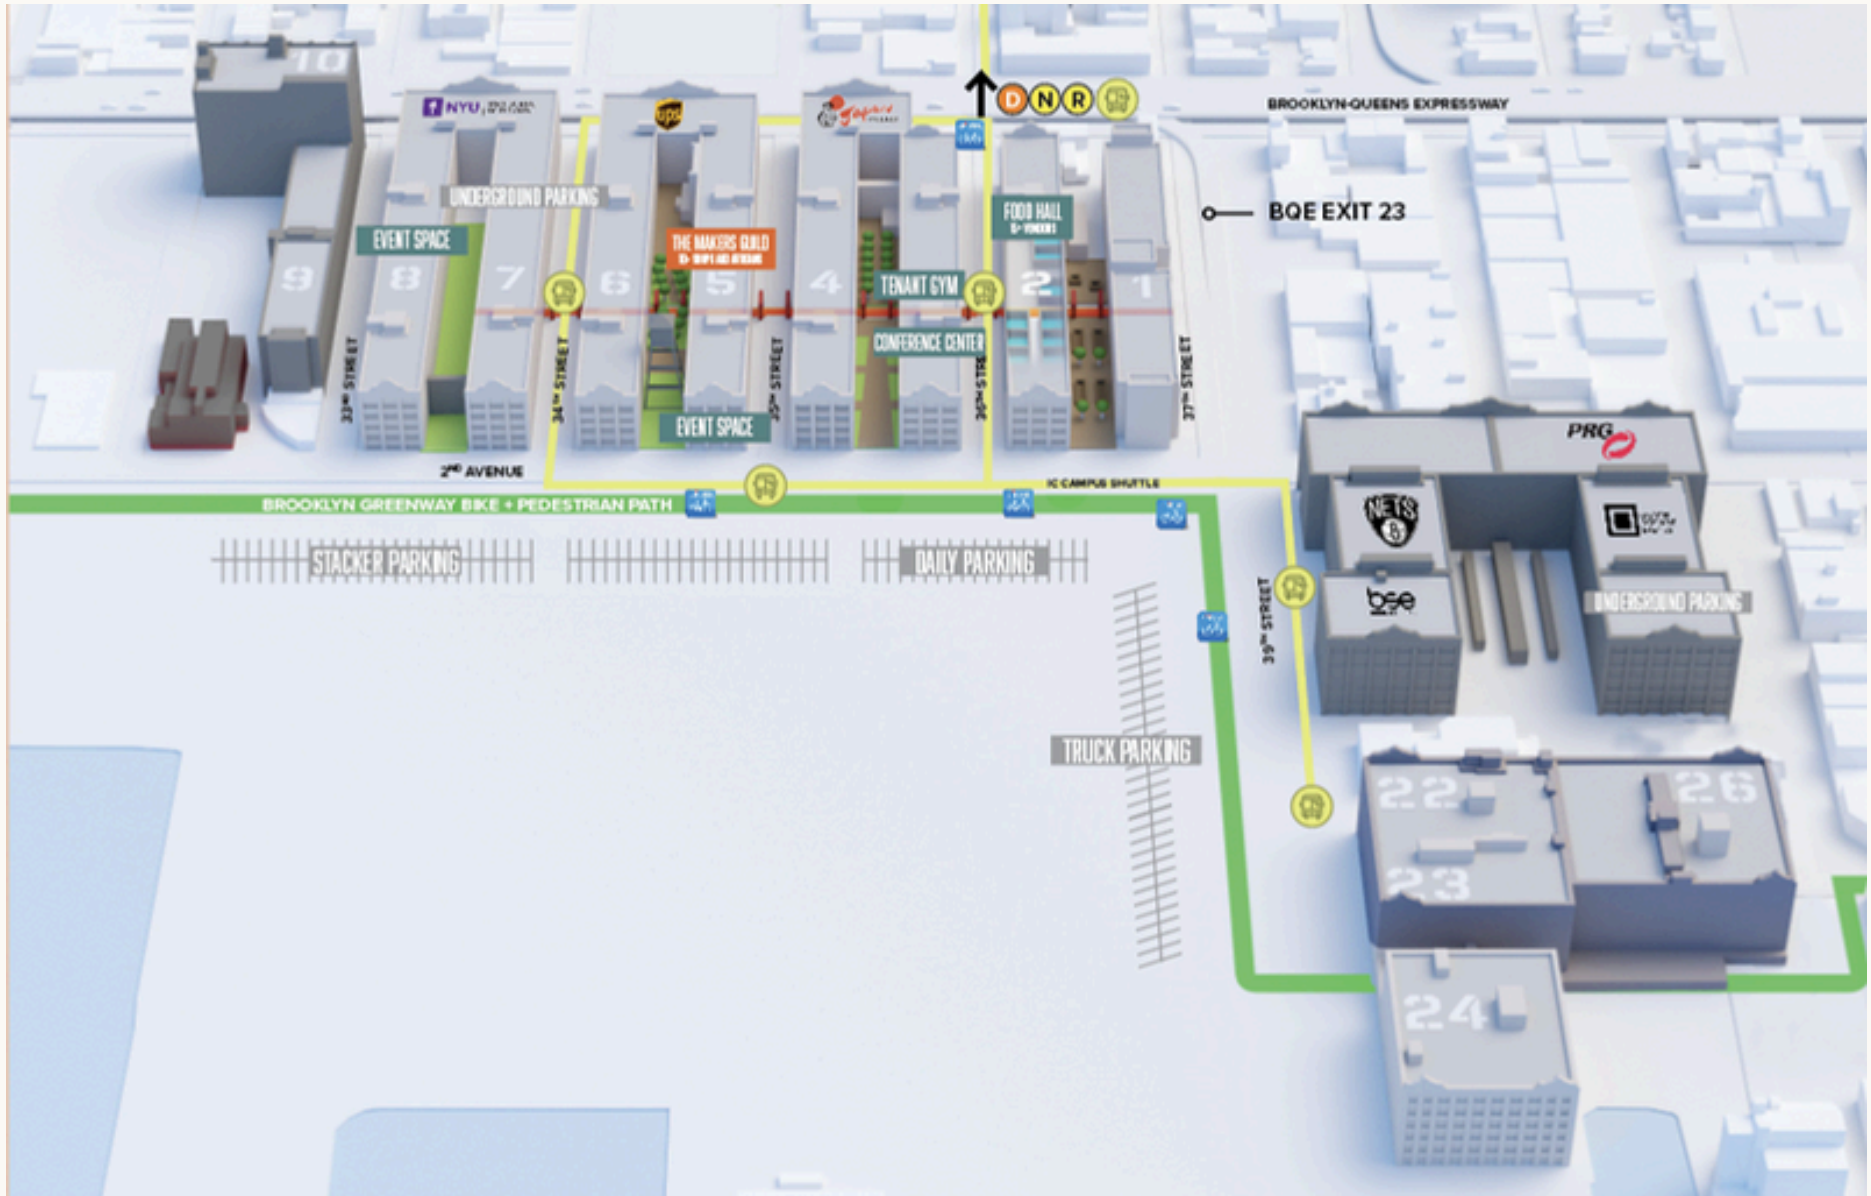 10
NYU
ups
D N R
BROOKLYN-QUEENS EXPRESSWAY
UNDERGROUND PARKING
FOOD HALL
BQE EXIT 23
EVENT SPACE
THE MAKERS GUILD
9
8
7
6
5
4
TENANT GYM
2
1
CONFERENCE CENTER
33RD STREET
34TH STREET
35TH STREET
36TH STREET
37TH STREET
EVENT SPACE
PRG
2ND AVENUE
IC CAMPUS SHUTTLE
BROOKLYN GREENWAY BIKE + PEDESTRIAN PATH
NETS
B
STACKER PARKING
DAILY PARKING
39TH STREET
bse
UNDERGROUND PARKING
TRUCK PARKING
22
26
23
24